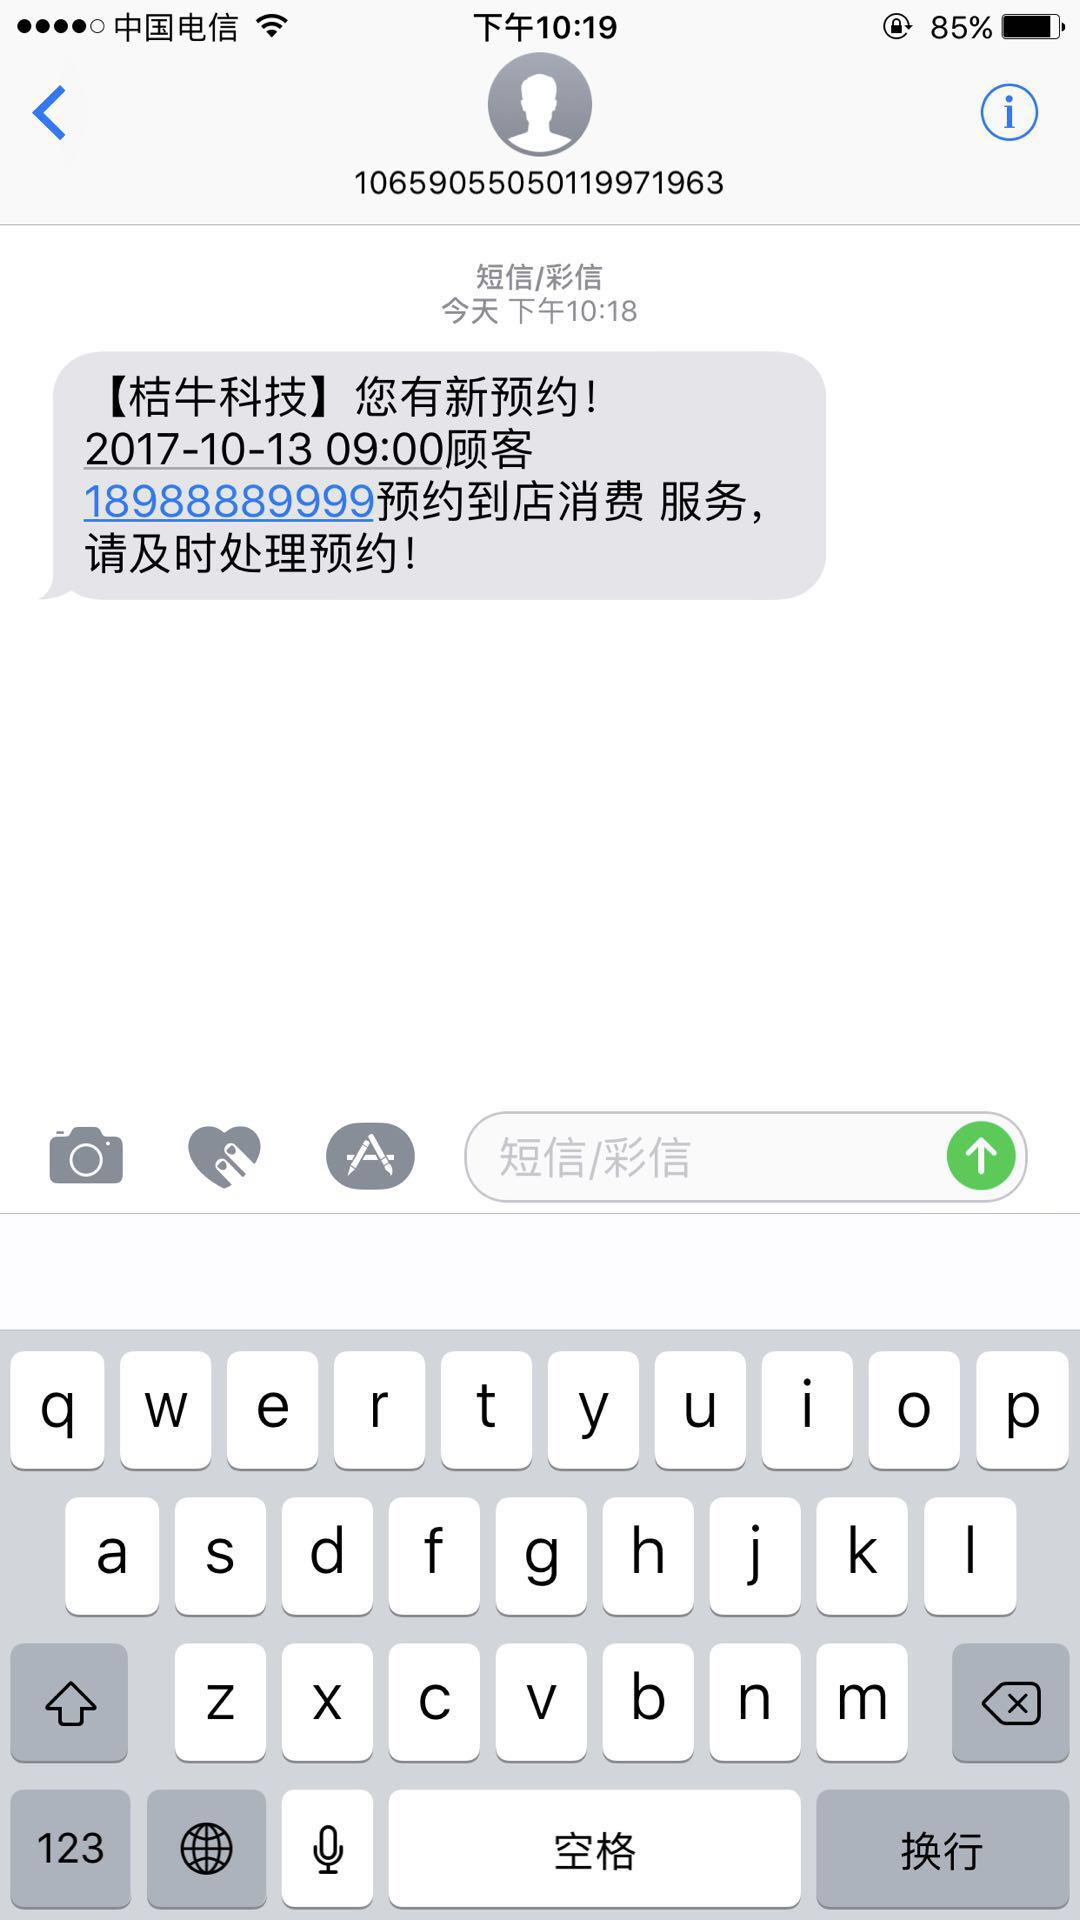 中国电信 下午10:19 85%
10659055050119971963
短信/彩信
今天 下午10:18
【桔牛科技】您有新预约！
2017-10-13 09:00顾客
18988889999预约到店消费 服务，
请及时处理预约！
短信/彩信
q w e r t y u i o p
a s d f g h j k l
z x c v b n m
123 空格 换行